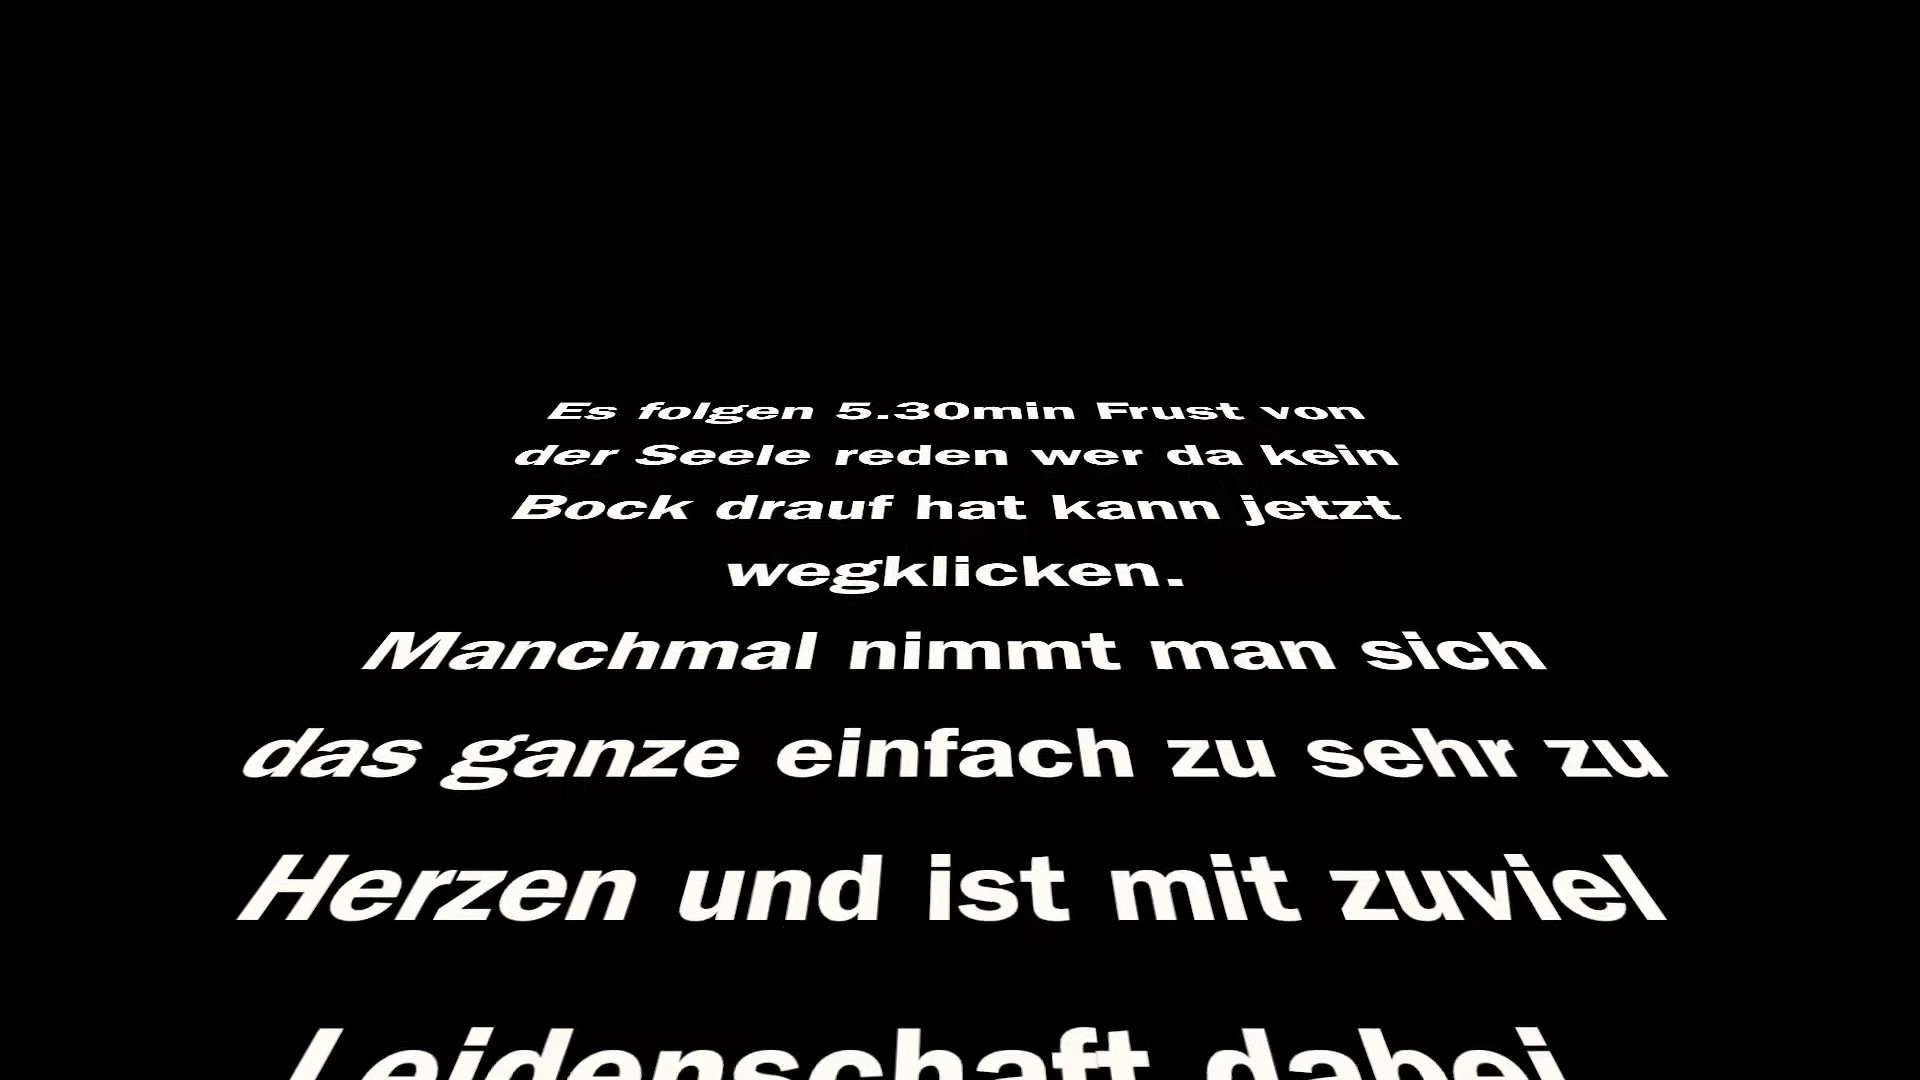 Es folgen 5.30min Frust von
der Seele reden wer da kein
Bock drauf hat kann jetzt
wegklicken.
Manchmal nimmt man sich
das ganze einfach zu sehr zu
Herzen und ist mit zuviel
Leidenschaft dabei